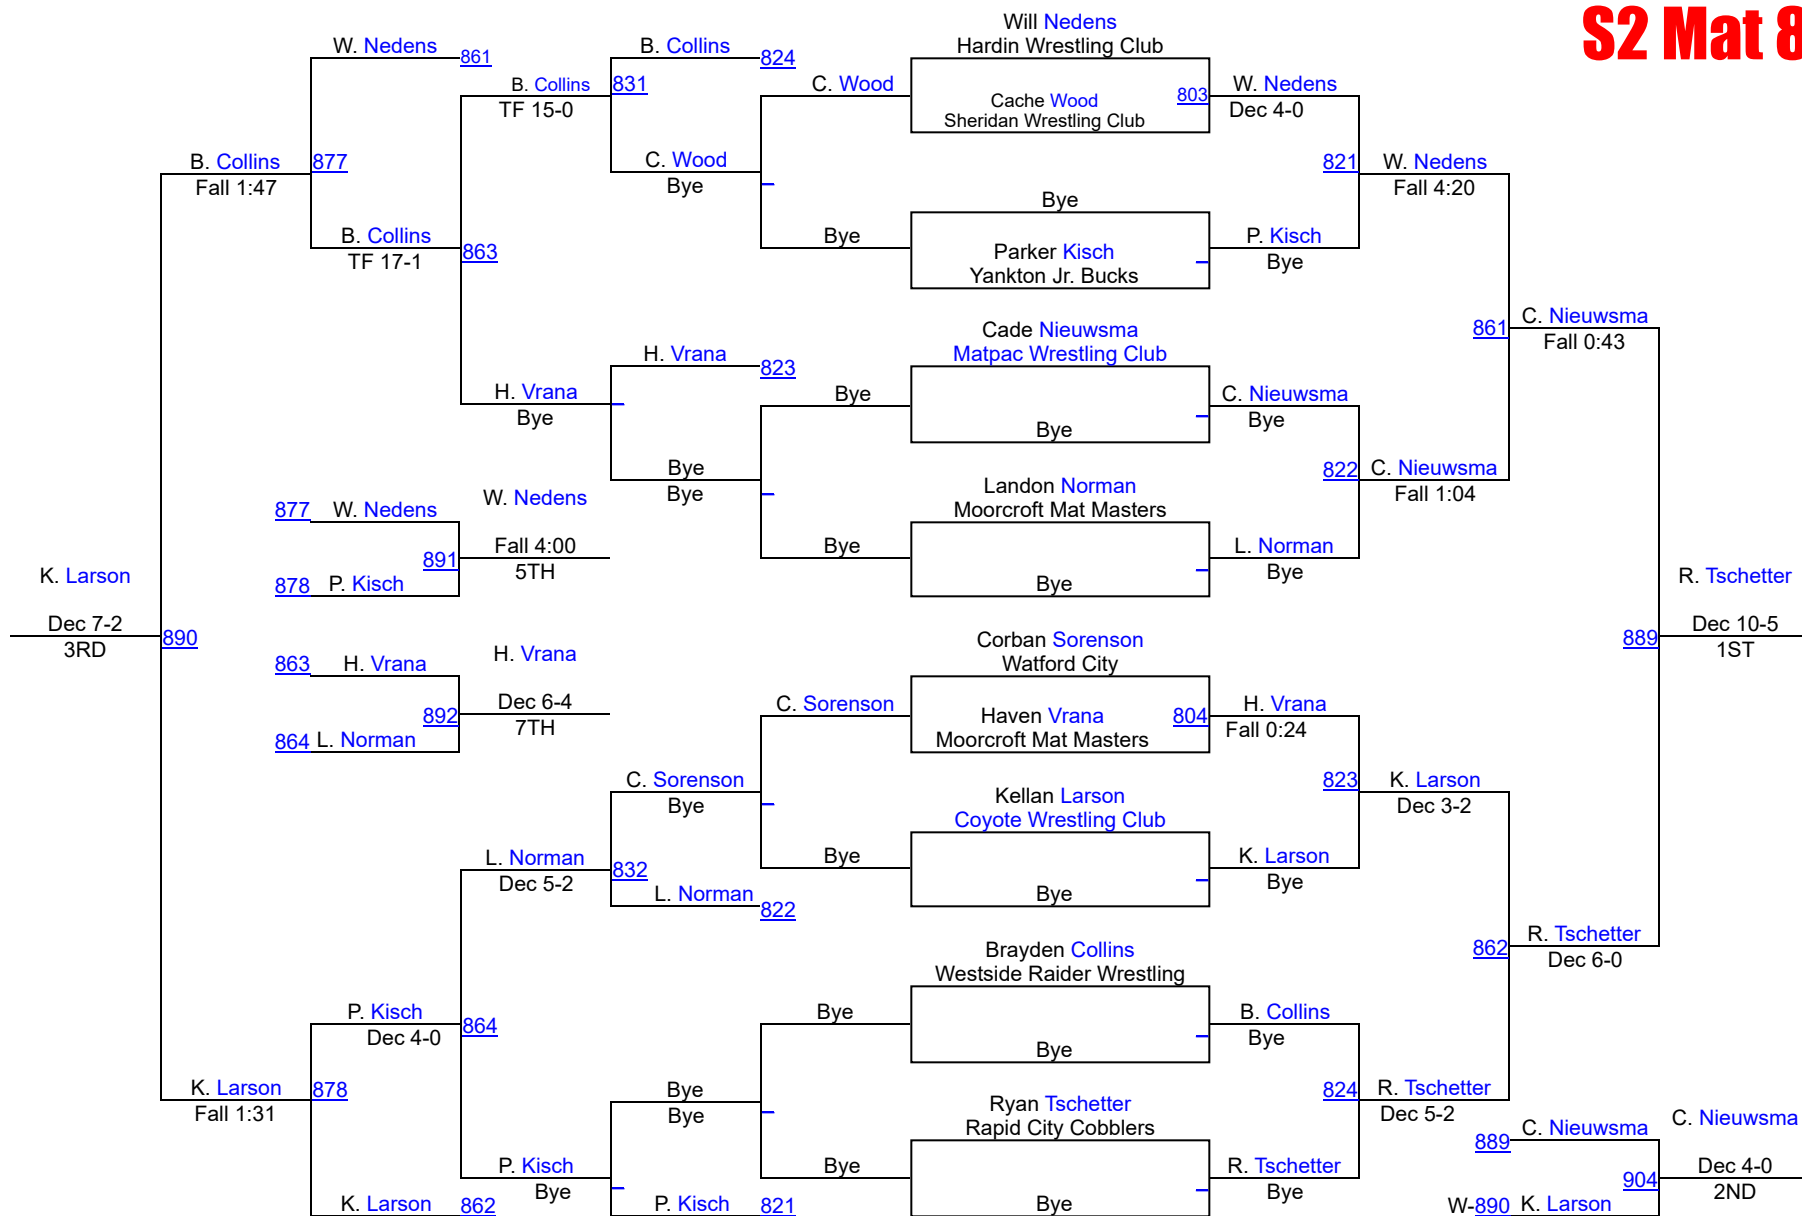 S2 Mat 8
Will Nedens
Hardin Wrestling Club
W. Nedens
861
B. Collins
824
B. Collins
831
TF 15-0
C. Wood
Cache Wood
Sheridan Wrestling Club
803
W. Nedens
Dec 4-0
B. Collins
877
Fall 1:47
C. Wood
Bye
821
W. Nedens
Fall 4:20
Bye
B. Collins
TF 17-1
863
Bye
Parker Kisch
Yankton Jr. Bucks
P. Kisch
Bye
Cade Nieuwsma
Matpac Wrestling Club
H. Vrana
823
861
C. Nieuwsma
Fall 0:43
H. Vrana
Bye
Bye
Bye
C. Nieuwsma
Bye
Bye
Bye
822
C. Nieuwsma
Fall 1:04
Landon Norman
Moorcroft Mat Masters
877
W. Nedens
W. Nedens
891
Fall 4:00
5TH
Bye
Bye
L. Norman
Bye
878
P. Kisch
K. Larson
Dec 7-2
3RD
890
R. Tschetter
889
Dec 10-5
1ST
Corban Sorenson
Watford City
863
H. Vrana
H. Vrana
892
Dec 6-4
7TH
864
L. Norman
C. Sorenson
Haven Vrana
Moorcroft Mat Masters
804
H. Vrana
Fall 0:24
C. Sorenson
Bye
Kellan Larson
Coyote Wrestling Club
823
K. Larson
Dec 3-2
L. Norman
Dec 5-2
832
Bye
Bye
K. Larson
Bye
L. Norman
822
Brayden Collins
Westside Raider Wrestling
862
R. Tschetter
Dec 6-0
P. Kisch
Dec 4-0
864
Bye
Bye
B. Collins
Bye
K. Larson
Fall 1:31
878
Bye
Bye
Ryan Tschetter
Rapid City Cobblers
824
R. Tschetter
Dec 5-2
889
C. Nieuwsma
C. Nieuwsma
P. Kisch
Bye
Bye
Bye
R. Tschetter
Bye
904
Dec 4-0
2ND
K. Larson
862
P. Kisch
821
W-890
K. Larson